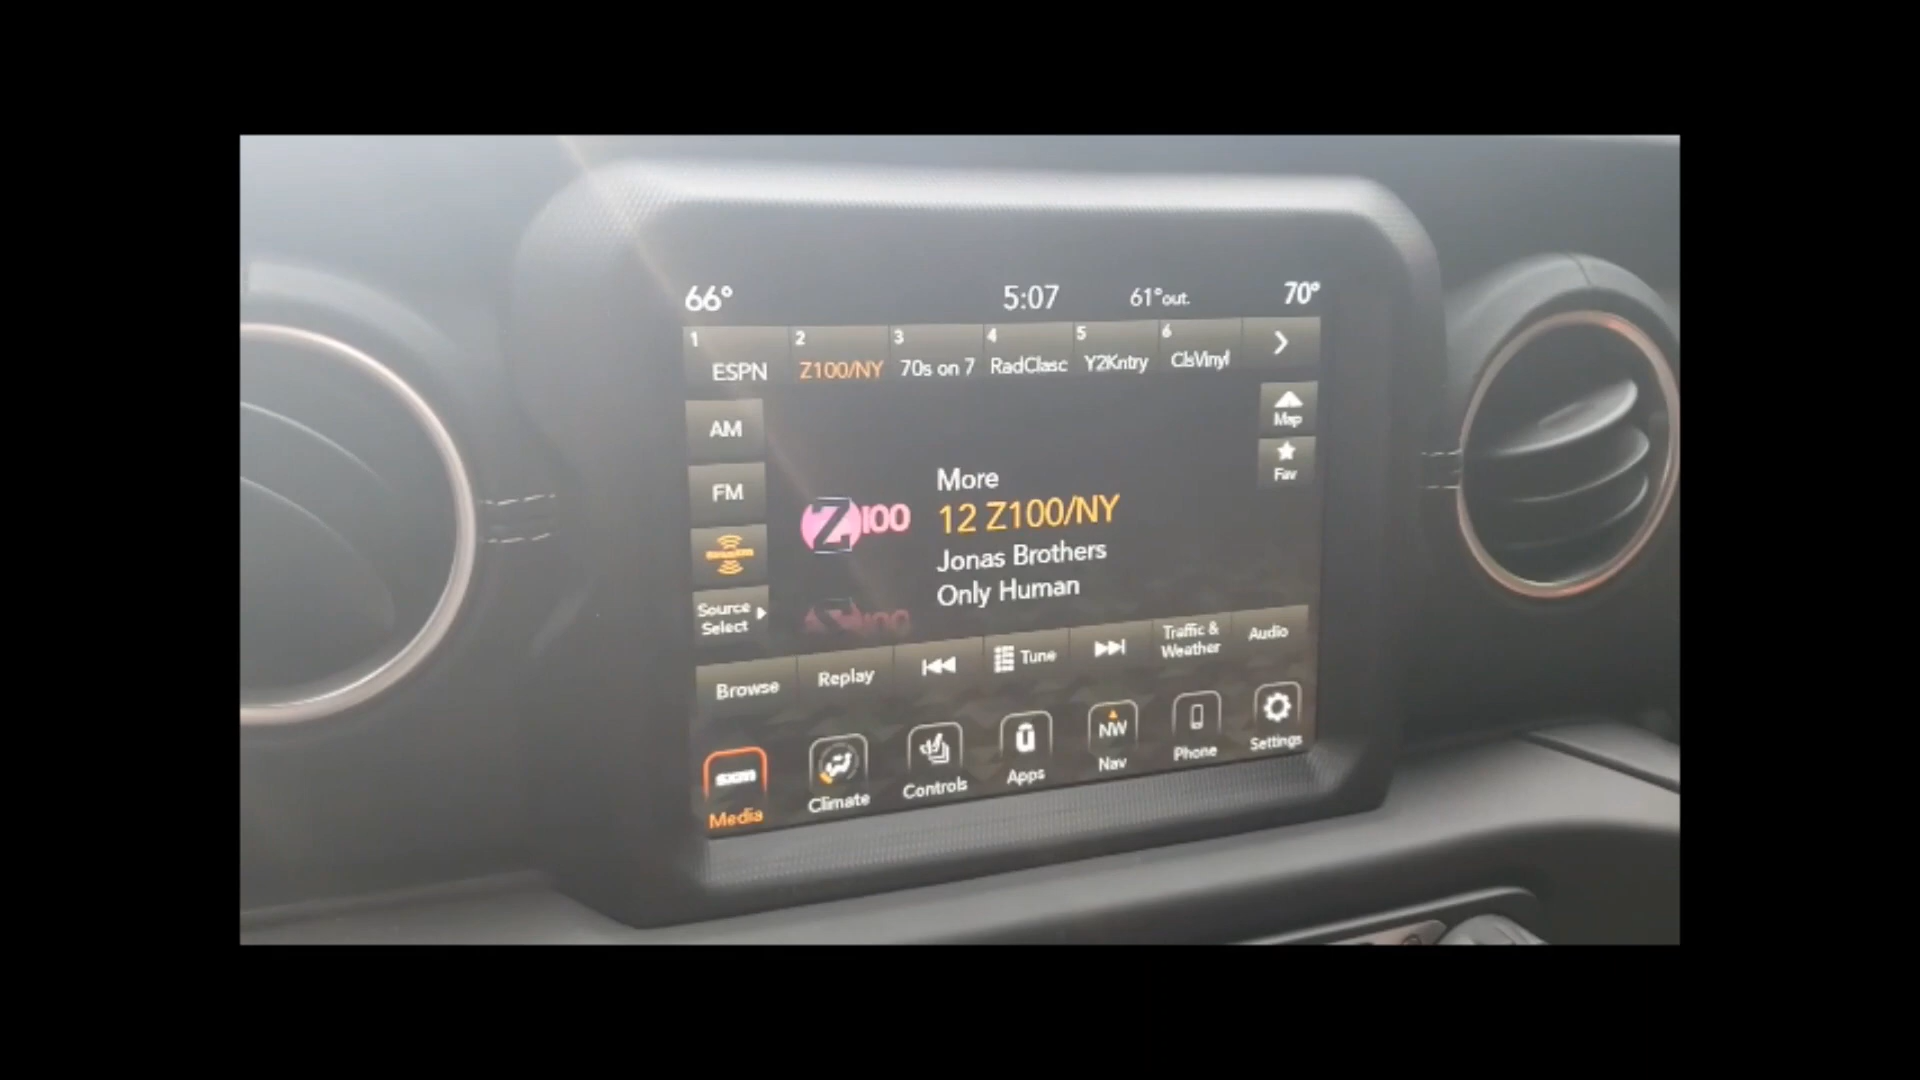 66° 5:07 61°out. 70°
1 2 3 4 5 6
ESPN Z100/NY 70s on 7 RadClasc Y2Kntry ClsVinyl
AM
Map
FM
Fav
More
Z100 12 Z100/NY
Jonas Brothers
Only Human
Source
Select
Browse Replay Tune Traffic &
Weather
Audio
sxm NW
Media Climate Controls Apps Nav Phone Settings